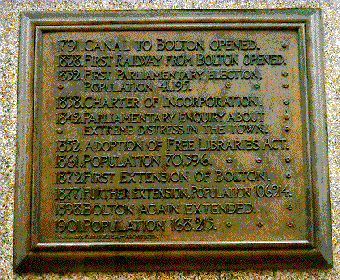 1791. CANAL TO BOLTON OPENED.
1828. FIRST RAILWAY FROM BOLTON OPENED.
1832. FIRST PARLIAMENTARY ELECTION.
POPULATION 41,195.
1838. CHARTER OF INCORPORATION.
1842. PARLIAMENTARY ENQUIRY ABOUT
EXTREME DISTRESS IN THE TOWN.
1852. ADOPTION OF FREE LIBRARIES ACT.
1861. POPULATION 70,396.
1872. FIRST EXTENSION OF BOLTON.
1877. FURTHER EXTENSION, POPULATION 106,214.
1898. BOLTON AGAIN EXTENDED.
1901. POPULATION 168,215.